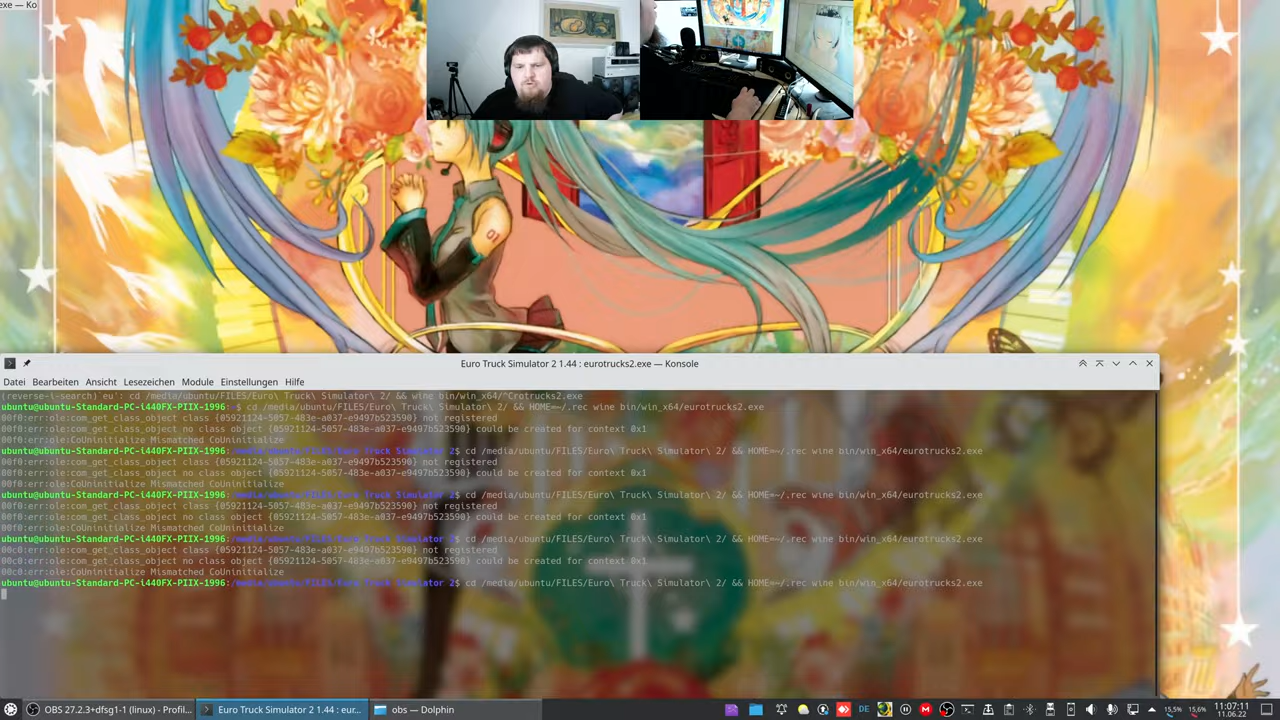 exe — Ko
01
Euro Truck Simulator 2 1.44 : eurotrucks2.exe — Konsole
Datei Bearbeiten Ansicht Lesezeichen Module Einstellungen Hilfe
(reverse-i-search)`eu': cd /media/ubuntu/FILES/Euro\ Truck\ Simulator\ 2/ && wine bin/win_x64/^Crotrucks2.exe
ubuntu@ubuntu-Standard-PC-i440FX-PIIX-1996:~$ cd /media/ubuntu/FILES/Euro\ Truck\ Simulator\ 2/ && HOME=~/.rec wine bin/win_x64/eurotrucks2.exe
00f0:err:ole:com_get_class_object class {05921124-5057-483e-a037-e9497b523590} not registered
00f0:err:ole:com_get_class_object no class object {05921124-5057-483e-a037-e9497b523590} could be created for context 0x1
00f0:err:ole:CoUninitialize Mismatched CoUninitialize
ubuntu@ubuntu-Standard-PC-i440FX-PIIX-1996:/media/ubuntu/FILES/Euro Truck Simulator 2$ cd /media/ubuntu/FILES/Euro\ Truck\ Simulator\ 2/ && HOME=~/.rec wine bin/win_x64/eurotrucks2.exe
00f0:err:ole:com_get_class_object class {05921124-5057-483e-a037-e9497b523590} not registered
00f0:err:ole:com_get_class_object no class object {05921124-5057-483e-a037-e9497b523590} could be created for context 0x1
00f0:err:ole:CoUninitialize Mismatched CoUninitialize
ubuntu@ubuntu-Standard-PC-i440FX-PIIX-1996:/media/ubuntu/FILES/Euro Truck Simulator 2$ cd /media/ubuntu/FILES/Euro\ Truck\ Simulator\ 2/ && HOME=~/.rec wine bin/win_x64/eurotrucks2.exe
00f0:err:ole:com_get_class_object class {05921124-5057-483e-a037-e9497b523590} not registered
00f0:err:ole:com_get_class_object no class object {05921124-5057-483e-a037-e9497b523590} could be created for context 0x1
00f0:err:ole:CoUninitialize Mismatched CoUninitialize
ubuntu@ubuntu-Standard-PC-i440FX-PIIX-1996:/media/ubuntu/FILES/Euro Truck Simulator 2$ cd /media/ubuntu/FILES/Euro\ Truck\ Simulator\ 2/ && HOME=~/.rec wine bin/win_x64/eurotrucks2.exe
00c0:err:ole:com_get_class_object class {05921124-5057-483e-a037-e9497b523590} not registered
00c0:err:ole:com_get_class_object no class object {05921124-5057-483e-a037-e9497b523590} could be created for context 0x1
00c0:err:ole:CoUninitialize Mismatched CoUninitialize
ubuntu@ubuntu-Standard-PC-i440FX-PIIX-1996:/media/ubuntu/FILES/Euro Truck Simulator 2$ cd /media/ubuntu/FILES/Euro\ Truck\ Simulator\ 2/ && HOME=~/.rec wine bin/win_x64/eurotrucks2.exe
OBS 27.2.3+dfsg1-1 (linux) - Profil... Euro Truck Simulator 2 1.44 : eur... obs — Dolphin DE 15,5% 15,6% 11:07:11
11.06.22